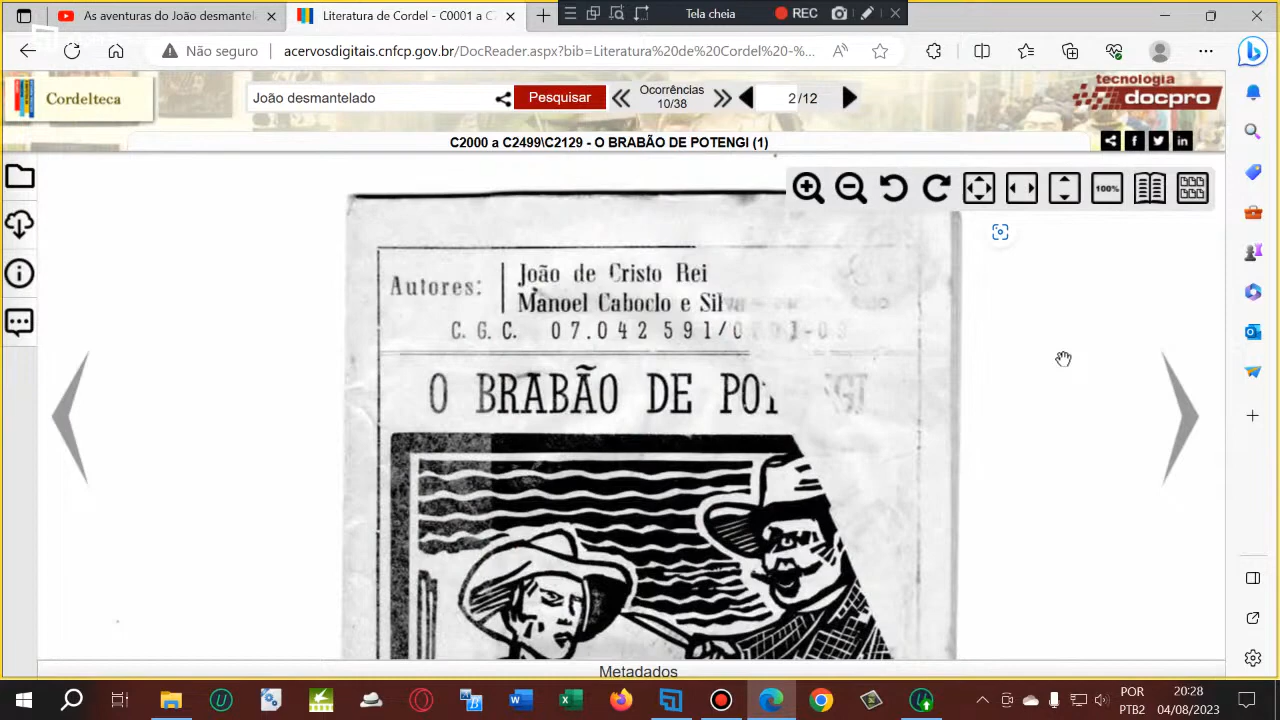 As aventuras do João desmantel
Literatura de Cordel - C0001 a C
Tela cheia
REC
Não seguro
acervosdigitais.cnfcp.gov.br/DocReader.aspx?bib=Literatura%20de%20Cordel%20-%...
Cordelteca
João desmantelado
Pesquisar
Ocorrências
10/38
2/12
tecnologia
docpro
C2000 a C2499\C2129 - O BRABÃO DE POTENGI (1)
100%
Autores:
João de Cristo Rei
Manoel Caboclo e Silva
C. G. C. 07.042 591/0
O BRABÃO DE POTENGI
Metadados
POR
PTB2
20:28
04/08/2023